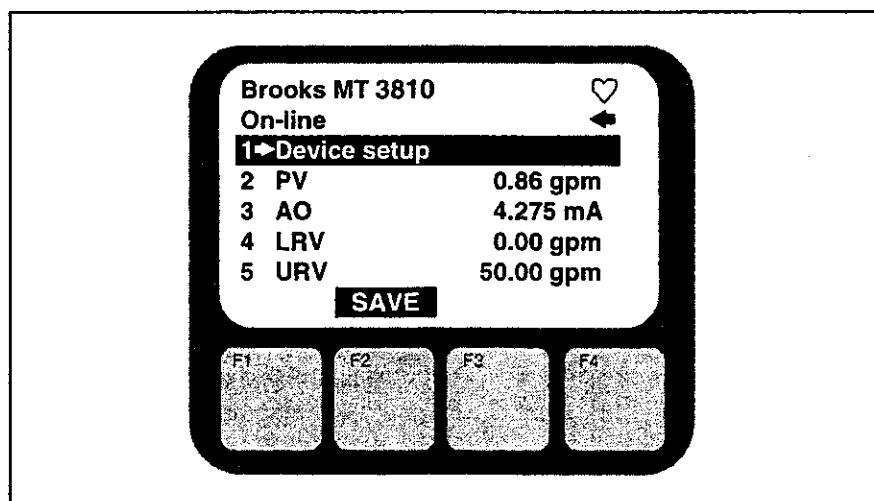 Brooks MT 3810
On-line
1 Device setup
2 PV 0.86 gpm
3 AO 4.275 mA
4 LRV 0.00 gpm
5 URV 50.00 gpm
SAVE
F1 F2 F3 F4